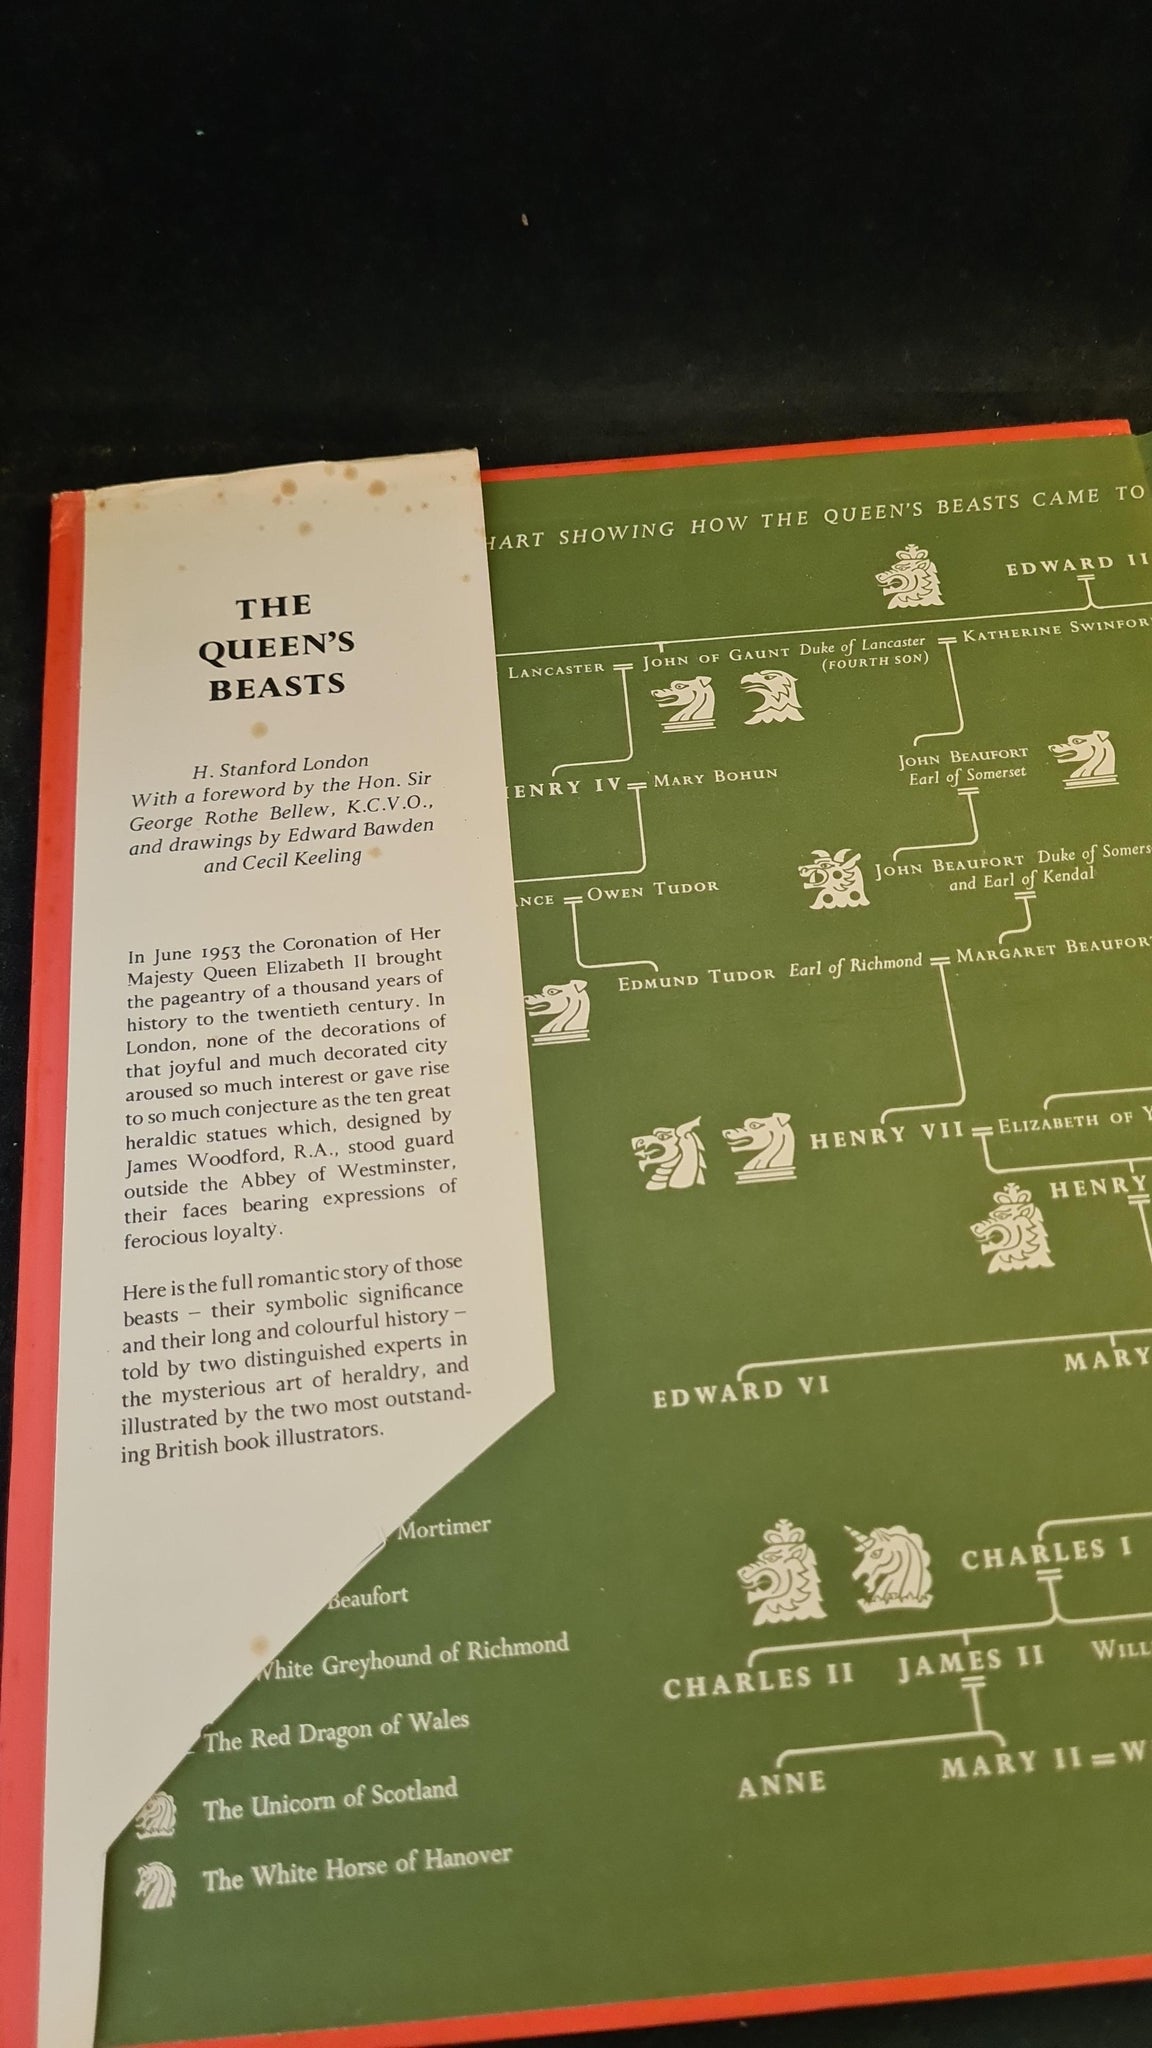 THE
QUEEN'S
BEASTS
H. Stanford London
With a foreword by the Hon. Sir
George Rothe Bellew, K.C.V.O.,
and drawings by Edward Bawden
and Cecil Keeling
In June 1953 the Coronation of Her
Majesty Queen Elizabeth II brought
the pageantry of a thousand years of
history to the twentieth century. In
London, none of the decorations of
that joyful and much decorated city
aroused so much interest or gave rise
to so much conjecture as the ten great
heraldic statues which, designed by
James Woodford, R.A., stood guard
outside the Abbey of Westminster,
their faces bearing expressions of
ferocious loyalty.
Here is the full romantic story of those
beasts – their symbolic significance
and their long and colourful history –
told by two distinguished experts in
the mysterious art of heraldry, and
illustrated by the two most outstand-
ing British book illustrators.
HART SHOWING HOW THE QUEEN'S BEASTS CAME TO
EDWARD II
LANCASTER = JOHN OF GAUNT Duke of Lancaster = KATHERINE SWINFOR
(FOURTH SON)
JOHN BEAUFORT
Earl of Somerset
ENRY IV = MARY BOHUN
JOHN BEAUFORT Duke of Somers
and Earl of Kendal
NCE = OWEN TUDOR
EDMUND TUDOR Earl of Richmond = MARGARET BEAUFOR
HENRY VII = ELIZABETH OF Y
HENRY
EDWARD VI
MARY
CHARLES I
CHARLES II
JAMES II
WILL
ANNE
MARY II = W
Mortimer
Beaufort
White Greyhound of Richmond
The Red Dragon of Wales
The Unicorn of Scotland
The White Horse of Hanover